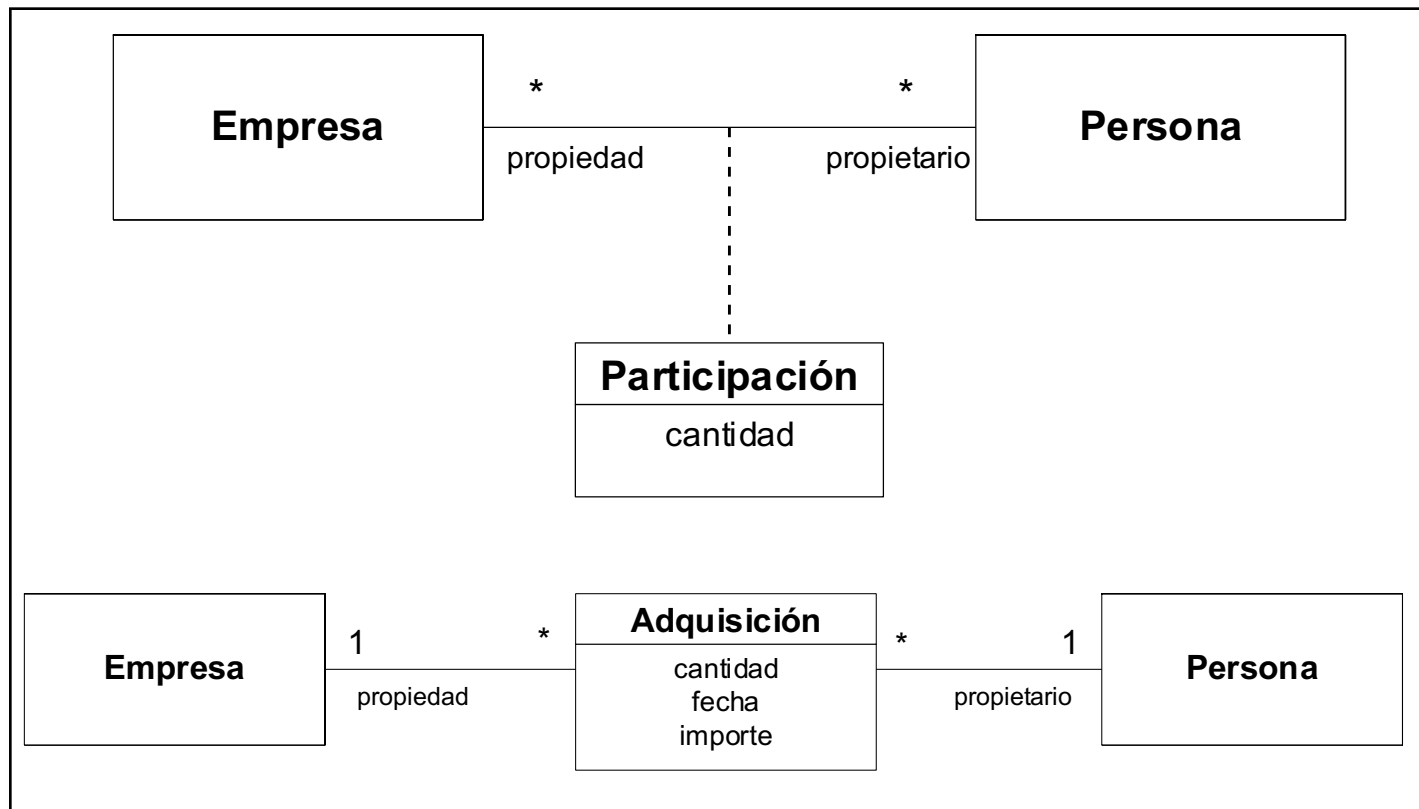 * *
Empresa Persona
propiedad propietario
Participación
cantidad
Adquisición
1 * * 1
Empresa cantidad Persona
propiedad fecha propietario
importe